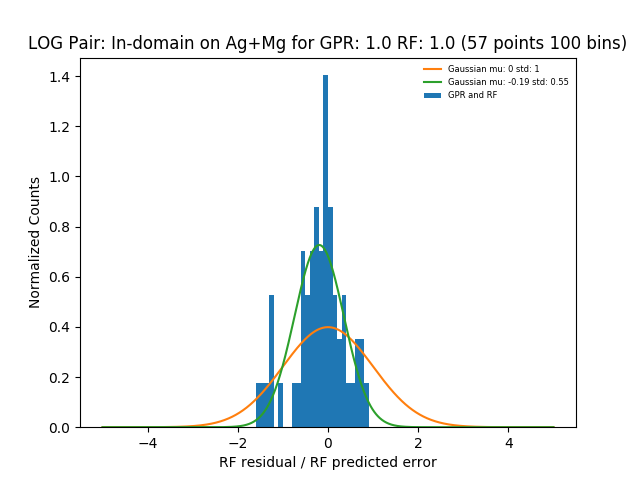 LOG Pair: In-domain on Ag+Mg for GPR: 1.0 RF: 1.0 (57 points 100 bins)
Gaussian mu: 0 std: 1
Gaussian mu: -0.19 std: 0.55
GPR and RF
Normalized Counts
1.4
1.2
1.0
0.8
0.6
0.4
0.2
0.0
−4 −2 0 2 4
RF residual / RF predicted error